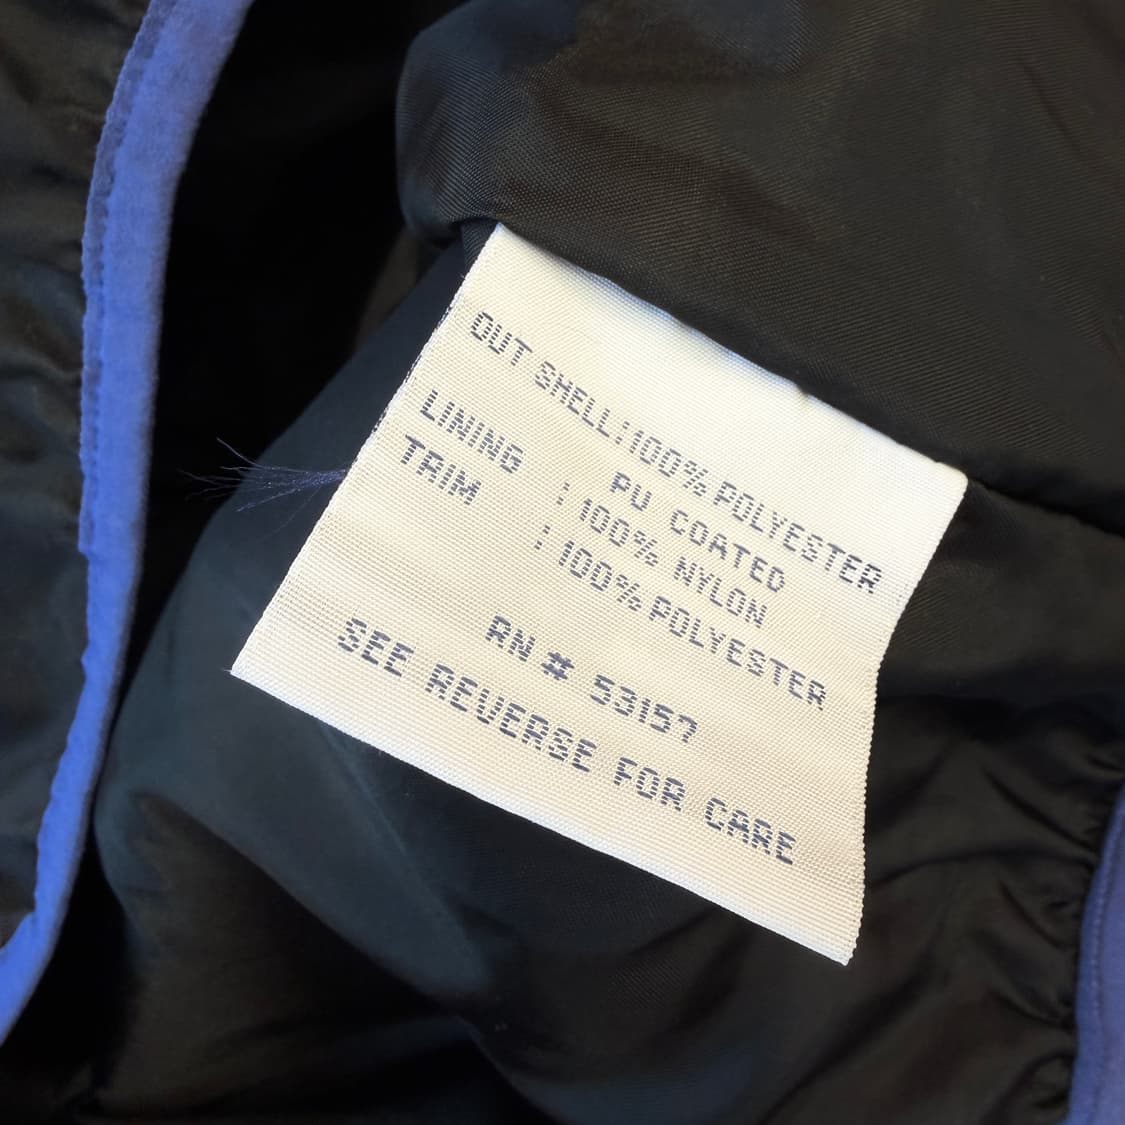 OUT SHELL:100% POLYESTER
PU COATED
LINING : 100% NYLON
TRIM : 100% POLYESTER
RN # 53157
SEE REVERSE FOR CARE